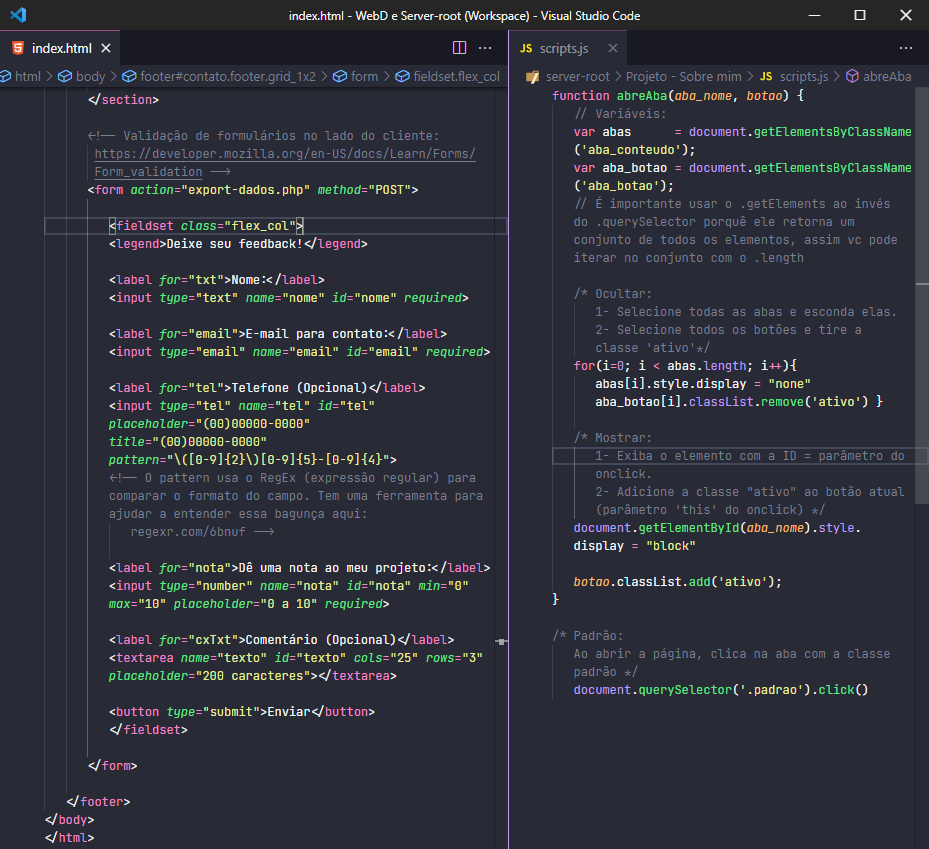 index.html - WebD e Server-root (Workspace) - Visual Studio Code
index.html
html > body > footer#contato.footer.grid_1x2 > form > fieldset.flex_col
</section>
<!-- Validação de formulários no lado do cliente:
https://developer.mozilla.org/en-US/docs/Learn/Forms/
Form_validation -->
<form action="export-dados.php" method="POST">
<fieldset class="flex_col">
<legend>Deixe seu feedback!</legend>
<label for="txt">Nome:</label>
<input type="text" name="nome" id="nome" required>
<label for="email">E-mail para contato:</label>
<input type="email" name="email" id="email" required>
<label for="tel">Telefone (Opcional)</label>
<input type="tel" name="tel" id="tel"
placeholder="(00)00000-0000"
title="(00)00000-0000"
pattern="\([0-9]{2}\)[0-9]{5}-[0-9]{4}">
<!-- O pattern usa o RegEx (expressão regular) para
comparar o formato do campo. Tem uma ferramenta para
ajudar a entender essa bagunça aqui:
regexr.com/6bnuf -->
<label for="nota">Dê uma nota ao meu projeto:</label>
<input type="number" name="nota" id="nota" min="0"
max="10" placeholder="0 a 10" required>
<label for="cxTxt">Comentário (Opcional)</label>
<textarea name="texto" id="texto" cols="25" rows="3"
placeholder="200 caracteres"></textarea>
<button type="submit">Enviar</button>
</fieldset>
</form>
</footer>
</body>
</html>
JS scripts.js
server-root > Projeto - Sobre mim > JS scripts.js > abreAba
function abreAba(aba_nome, botao) {
// Variáveis:
var abas = document.getElementsByClassName
('aba_conteudo');
var aba_botao = document.getElementsByClassName
('aba_botao');
// É importante usar o .getElements ao invés
do .querySelector porquê ele retorna um
conjunto de todos os elementos, assim vc pode
iterar no conjunto com o .length
/* Ocultar:
1- Selecione todas as abas e esconda elas.
2- Selecione todos os botões e tire a
classe 'ativo'*/
for(i=0; i < abas.length; i++){
abas[i].style.display = "none"
aba_botao[i].classList.remove('ativo') }
/* Mostrar:
1- Exiba o elemento com a ID = parâmetro do
onclick.
2- Adicione a classe "ativo" ao botão atual
(parâmetro 'this' do onclick) */
document.getElementById(aba_nome).style.
display = "block"
botao.classList.add('ativo');
}
/* Padrão:
Ao abrir a página, clica na aba com a classe
padrão */
document.querySelector('.padrao').click()